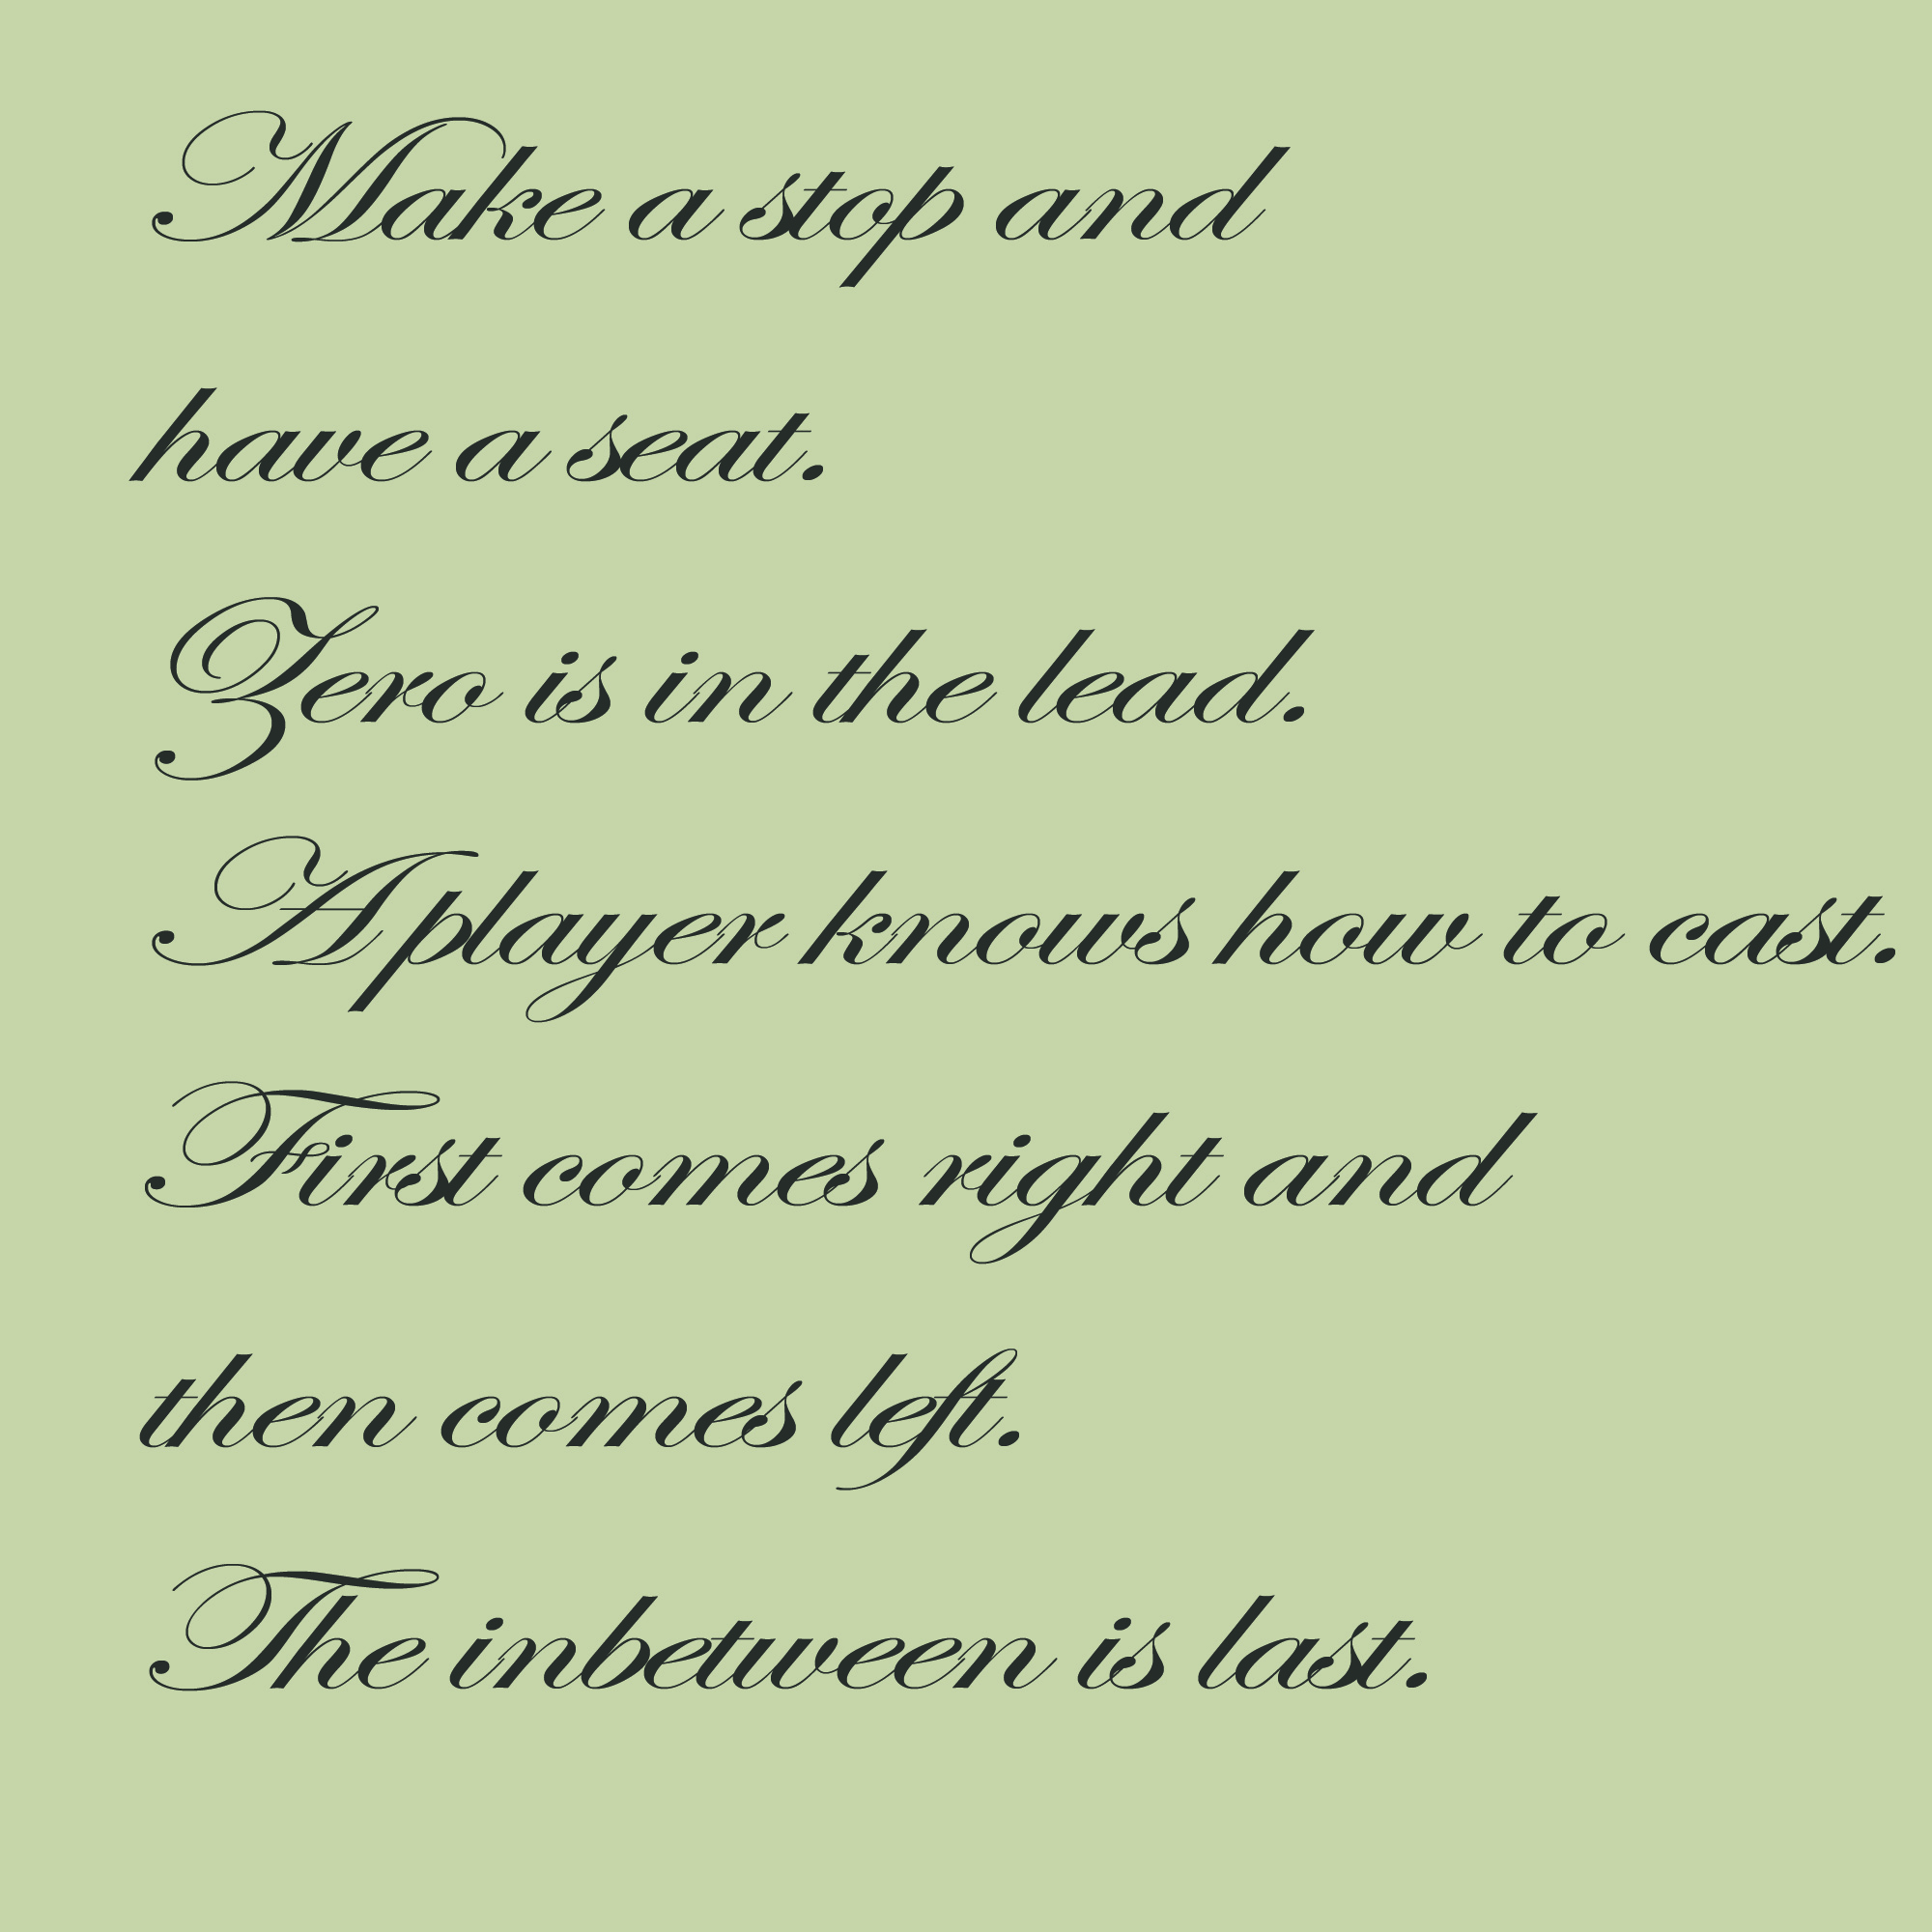 Make a stop and
have a seat.
Zero is in the lead.
A player knows how to cast.
First comes right and
then comes left.
The inbetween is last.